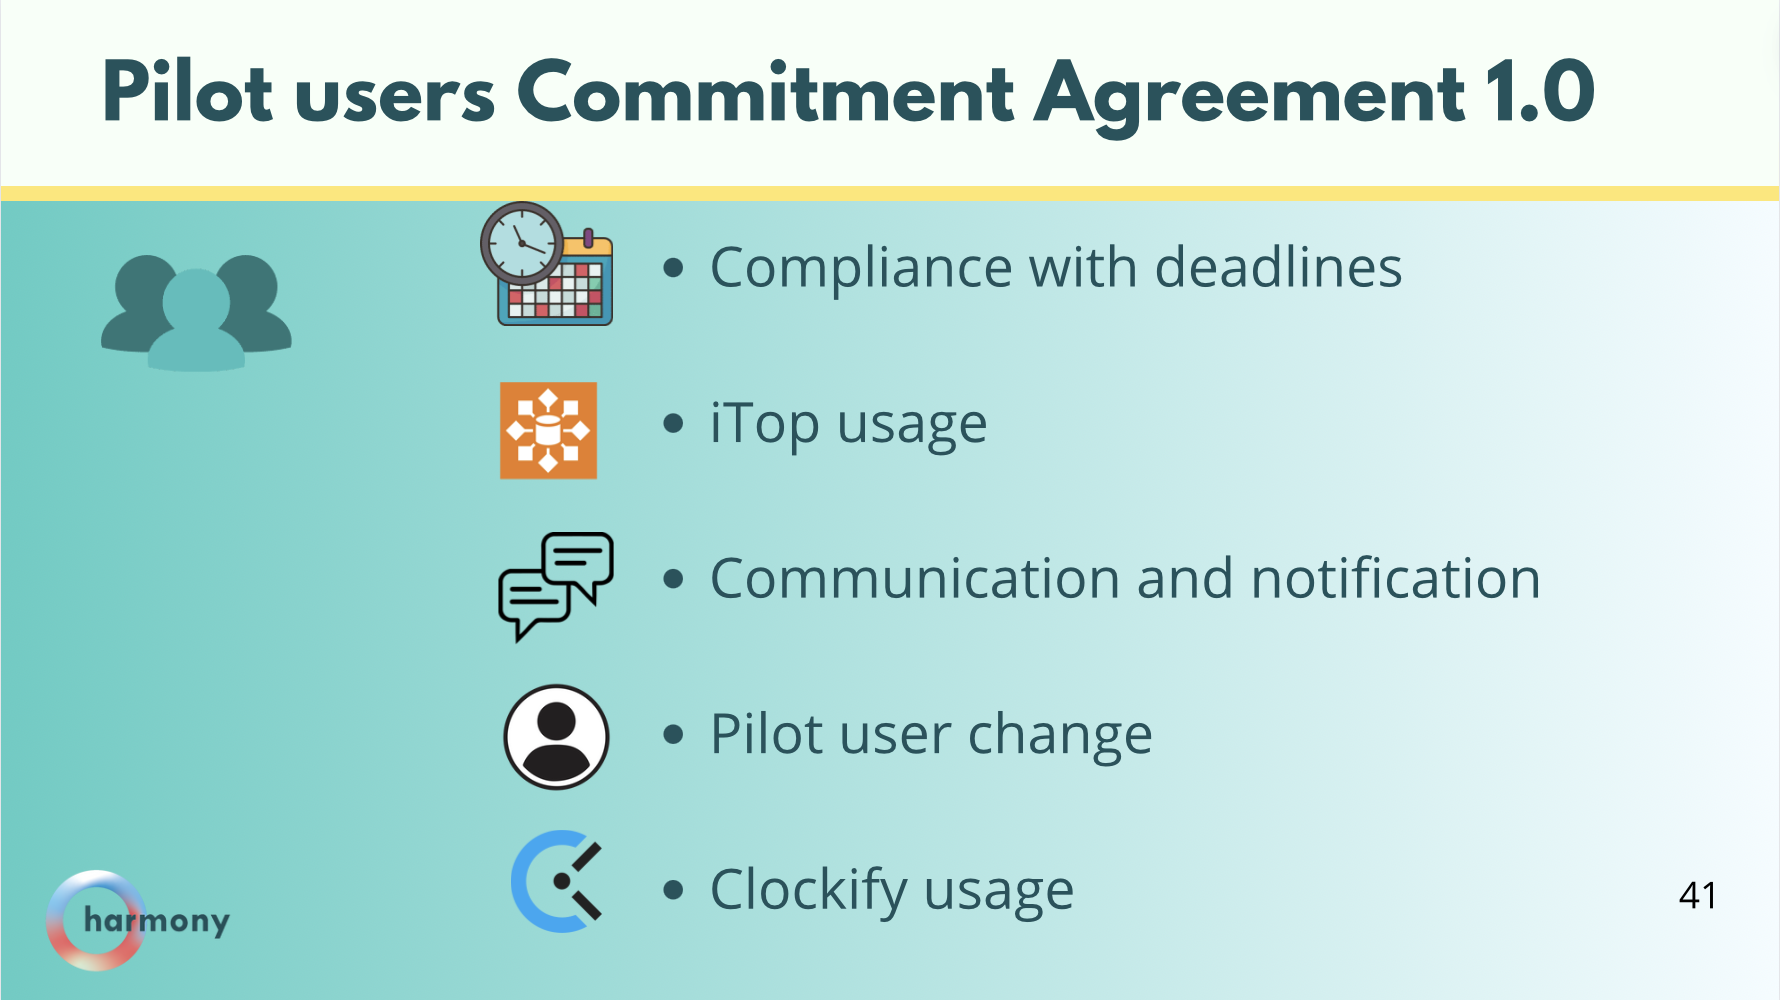 Pilot users Commitment Agreement 1.0
• Compliance with deadlines
• iTop usage
• Communication and notification
• Pilot user change
• Clockify usage
harmony
41